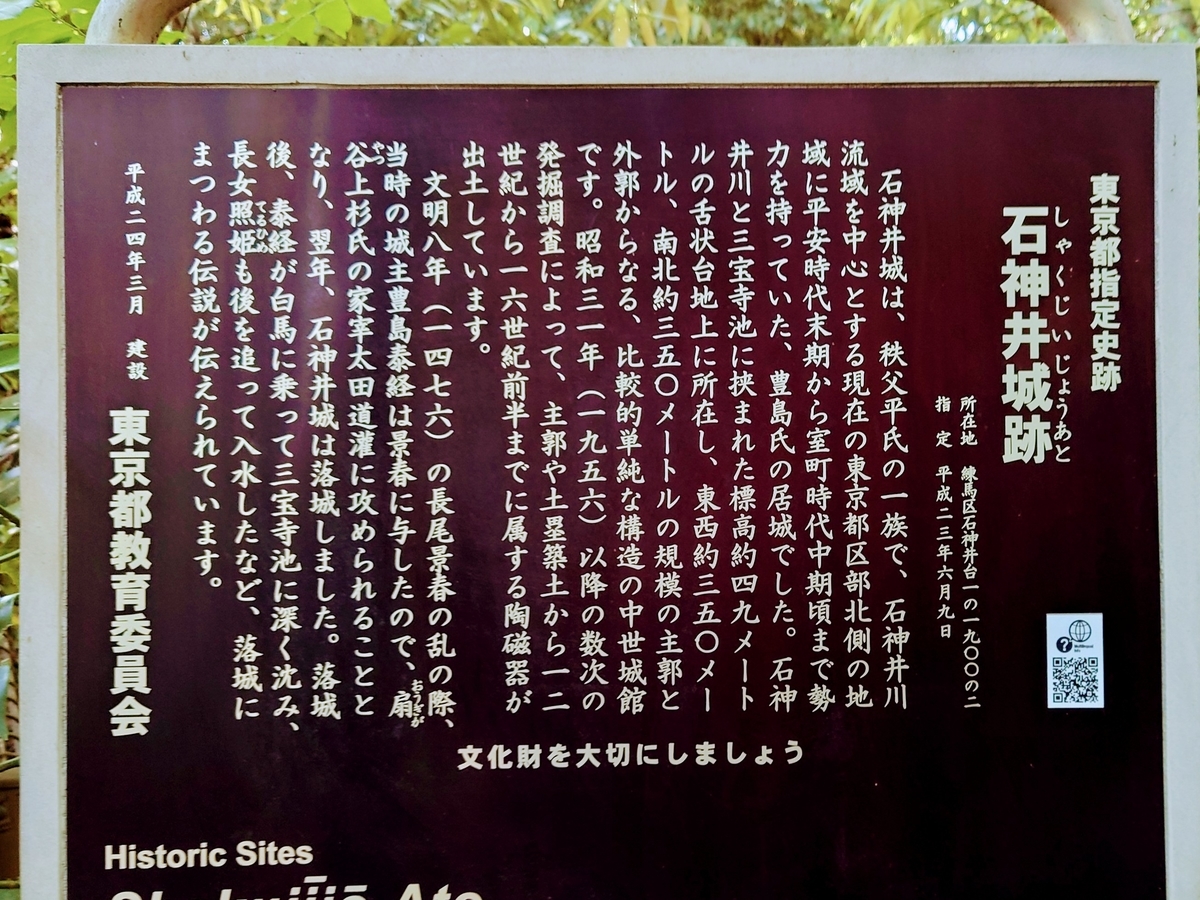 東京都指定史跡
しゃくじいじょうあと
石神井城跡
所在地 練馬区石神井台一の一九〇〇の二
指定 平成二三年六月九日
石神井城は、秩父平氏の一族で、石神井川
流域を中心とする現在の東京都区部北側の地
域に平安時代末期から室町時代中期頃まで勢
力を持っていた、豊島氏の居城でした。石神
井川と三宝寺池に挟まれた標高約四九メート
ルの舌状台地上に所在し、東西約三五〇メー
トル、南北約三五〇メートルの規模の主郭と
外郭からなる、比較的単純な構造の中世城館
です。昭和三一年（一九五六）以降の数次の
発掘調査によって、主郭や土塁築土から一二
世紀から一六世紀前半までに属する陶磁器が
出土しています。
文明八年（一四七六）の長尾景春の乱の際、
当時の城主豊島泰経は景春に与したので、扇
おうぎが
谷上杉氏の家宰太田道灌に攻められることと
やつ
なり、翌年、石神井城は落城しました。落城
後、泰経が白馬に乗って三宝寺池に深く沈み、
長女照姫も後を追って入水したなど、落城に
てるひめ
まつわる伝説が伝えられています。
平成二四年三月 建設
東京都教育委員会
文化財を大切にしましょう
Historic Sites